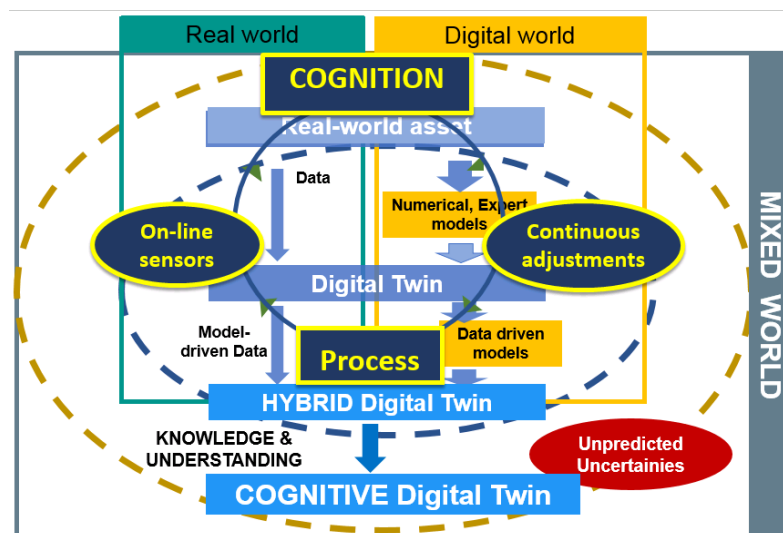 Real world
Digital world
COGNITION
Real-world asset
Data
Numerical, Expert
models
On-line
sensors
Continuous
adjustments
Digital Twin
Model-
driven Data
Process
Data driven
models
HYBRID Digital Twin
KNOWLEDGE &
UNDERSTANDING
Unpredicted
Uncertainies
COGNITIVE Digital Twin
MIXED WORLD